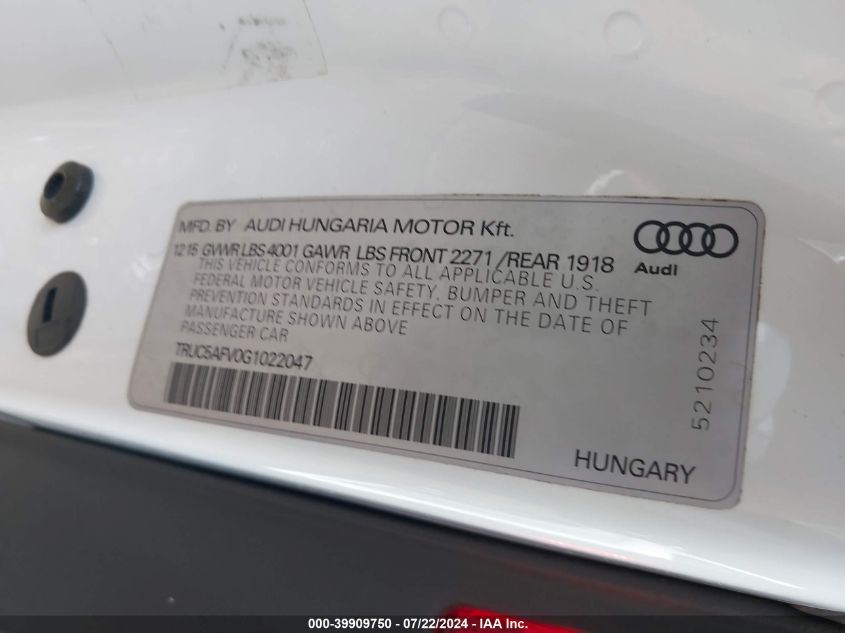 MFD. BY AUDI HUNGARIA MOTOR Kft.
12 15 GVWR LBS 4001 GAWR LBS FRONT 2271 /REAR 1918
THIS VEHICLE CONFORMS TO ALL APPLICABLE U.S.
FEDERAL MOTOR VEHICLE SAFETY, BUMPER AND THEFT
PREVENTION STANDARDS IN EFFECT ON THE DATE OF
MANUFACTURE SHOWN ABOVE
PASSENGER CAR
TRUC5AFV0G1022047
Audi
5210234
HUNGARY
000-39909750 - 07/22/2024 - IAA Inc.